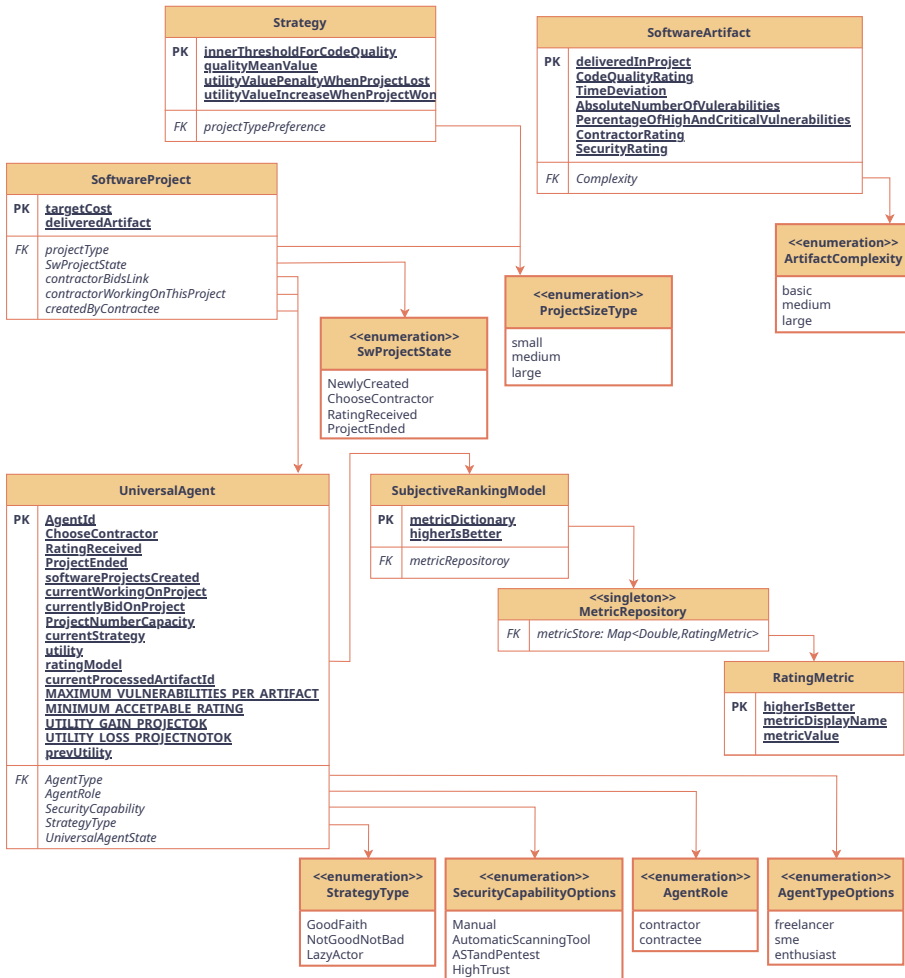 Strategy
PK
innerThresholdForCodeQuality
qualityMeanValue
utilityValuePenaltyWhenProjectLost
utilityValueIncreaseWhenProjectWon
FK
projectTypePreference
SoftwareArtifact
PK
deliveredInProject
CodeQualityRating
TimeDeviation
AbsoluteNumberOfVulerabilities
PercentageOfHighAndCriticalVulnerabilities
ContractorRating
SecurityRating
FK
Complexity
SoftwareProject
PK
targetCost
deliveredArtifact
FK
projectType
SwProjectState
contractorBidsLink
contractorWorkingOnThisProject
createdByContractee
<<enumeration>>
ArtifactComplexity
basic
medium
large
<<enumeration>>
ProjectSizeType
small
medium
large
<<enumeration>>
SwProjectState
NewlyCreated
ChooseContractor
RatingReceived
ProjectEnded
UniversalAgent
PK
AgentId
ChooseContractor
RatingReceived
ProjectEnded
softwareProjectsCreated
currentWorkingOnProject
currentlyBidOnProject
ProjectNumberCapacity
currentStrategy
utility
ratingModel
currentProcessedArtifactId
MAXIMUM_VULNERABILITIES_PER_ARTIFACT
MINIMUM_ACCETPABLE_RATING
UTILITY_GAIN_PROJECTOK
UTILITY_LOSS_PROJECTNOTOK
prevUtility
FK
AgentType
AgentRole
SecurityCapability
StrategyType
UniversalAgentState
SubjectiveRankingModel
PK
metricDictionary
higherIsBetter
FK
metricRepositoroy
<<singleton>>
MetricRepository
FK
metricStore: Map<Double,RatingMetric>
RatingMetric
PK
higherIsBetter
metricDisplayName
metricValue
<<enumeration>>
StrategyType
GoodFaith
NotGoodNotBad
LazyActor
<<enumeration>>
SecurityCapabilityOptions
Manual
AutomaticScanningTool
ASTandPentest
HighTrust
<<enumeration>>
AgentRole
contractor
contractee
<<enumeration>>
AgentTypeOptions
freelancer
sme
enthusiast